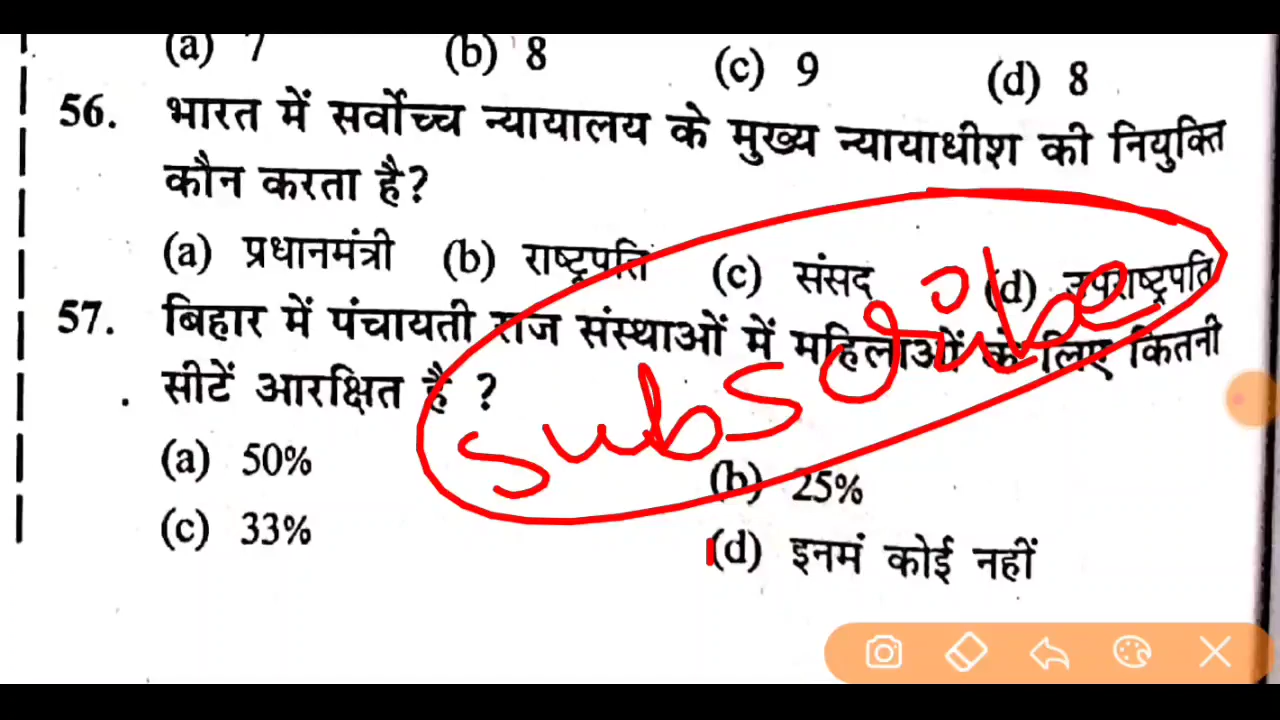 (a) 7 (b) 8 (c) 9 (d) 8
56. भारत में सर्वोच्च न्यायालय के मुख्य न्यायाधीश की नियुक्ति
कौन करता है?
(a) प्रधानमंत्री (b) राष्ट्रपति (c) संसद (d) उपराष्ट्रपति
57. बिहार में पंचायती राज संस्थाओं में महिलाओं के लिए कितनी
सीटें आरक्षित है ?
subscribe
(a) 50% (b) 25%
(c) 33% (d) इनमं कोई नहीं